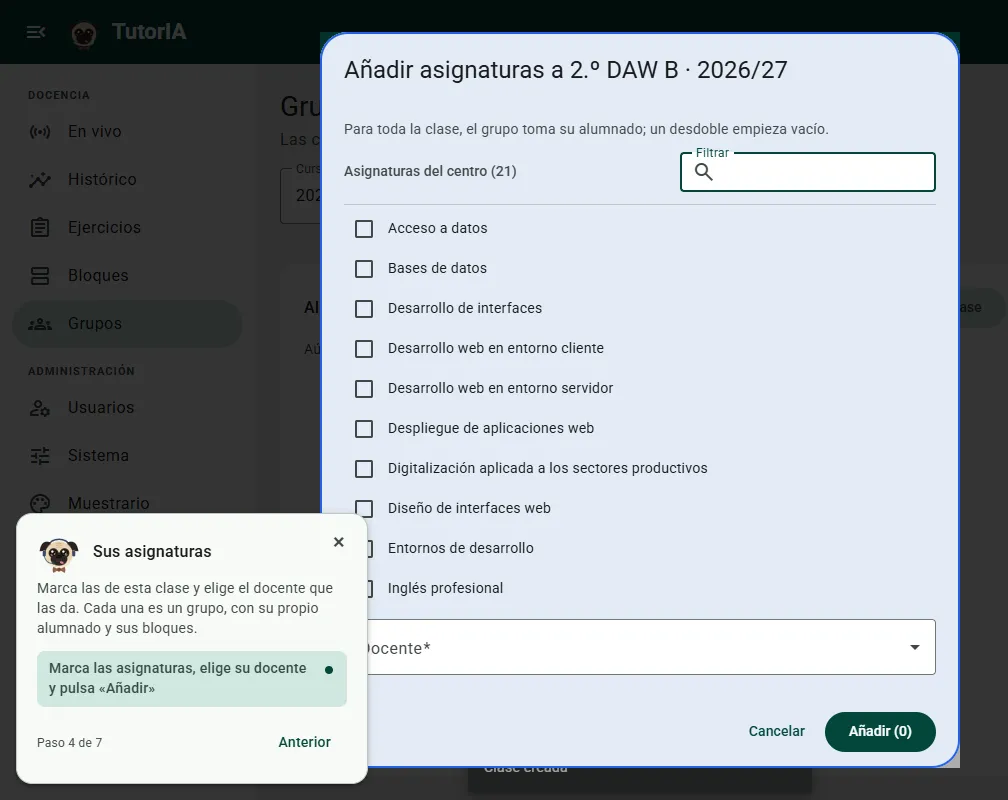 TutorIA
DOCENCIA
En vivo
Histórico
Ejercicios
Bloques
Grupos
ADMINISTRACIÓN
Usuarios
Sistema
Muestrario
Añadir asignaturas a 2.º DAW B · 2026/27
Para toda la clase, el grupo toma su alumnado; un desdoble empieza vacío.
Asignaturas del centro (21)
Filtrar
Acceso a datos
Bases de datos
Desarrollo de interfaces
Desarrollo web en entorno cliente
Desarrollo web en entorno servidor
Despliegue de aplicaciones web
Digitalización aplicada a los sectores productivos
Diseño de interfaces web
Entornos de desarrollo
Inglés profesional
Docente*
Cancelar
Añadir (0)
Sus asignaturas
Marca las de esta clase y elige el docente que
las da. Cada una es un grupo, con su propio
alumnado y sus bloques.
Marca las asignaturas, elige su docente
y pulsa «Añadir»
Paso 4 de 7
Anterior
Clase creada